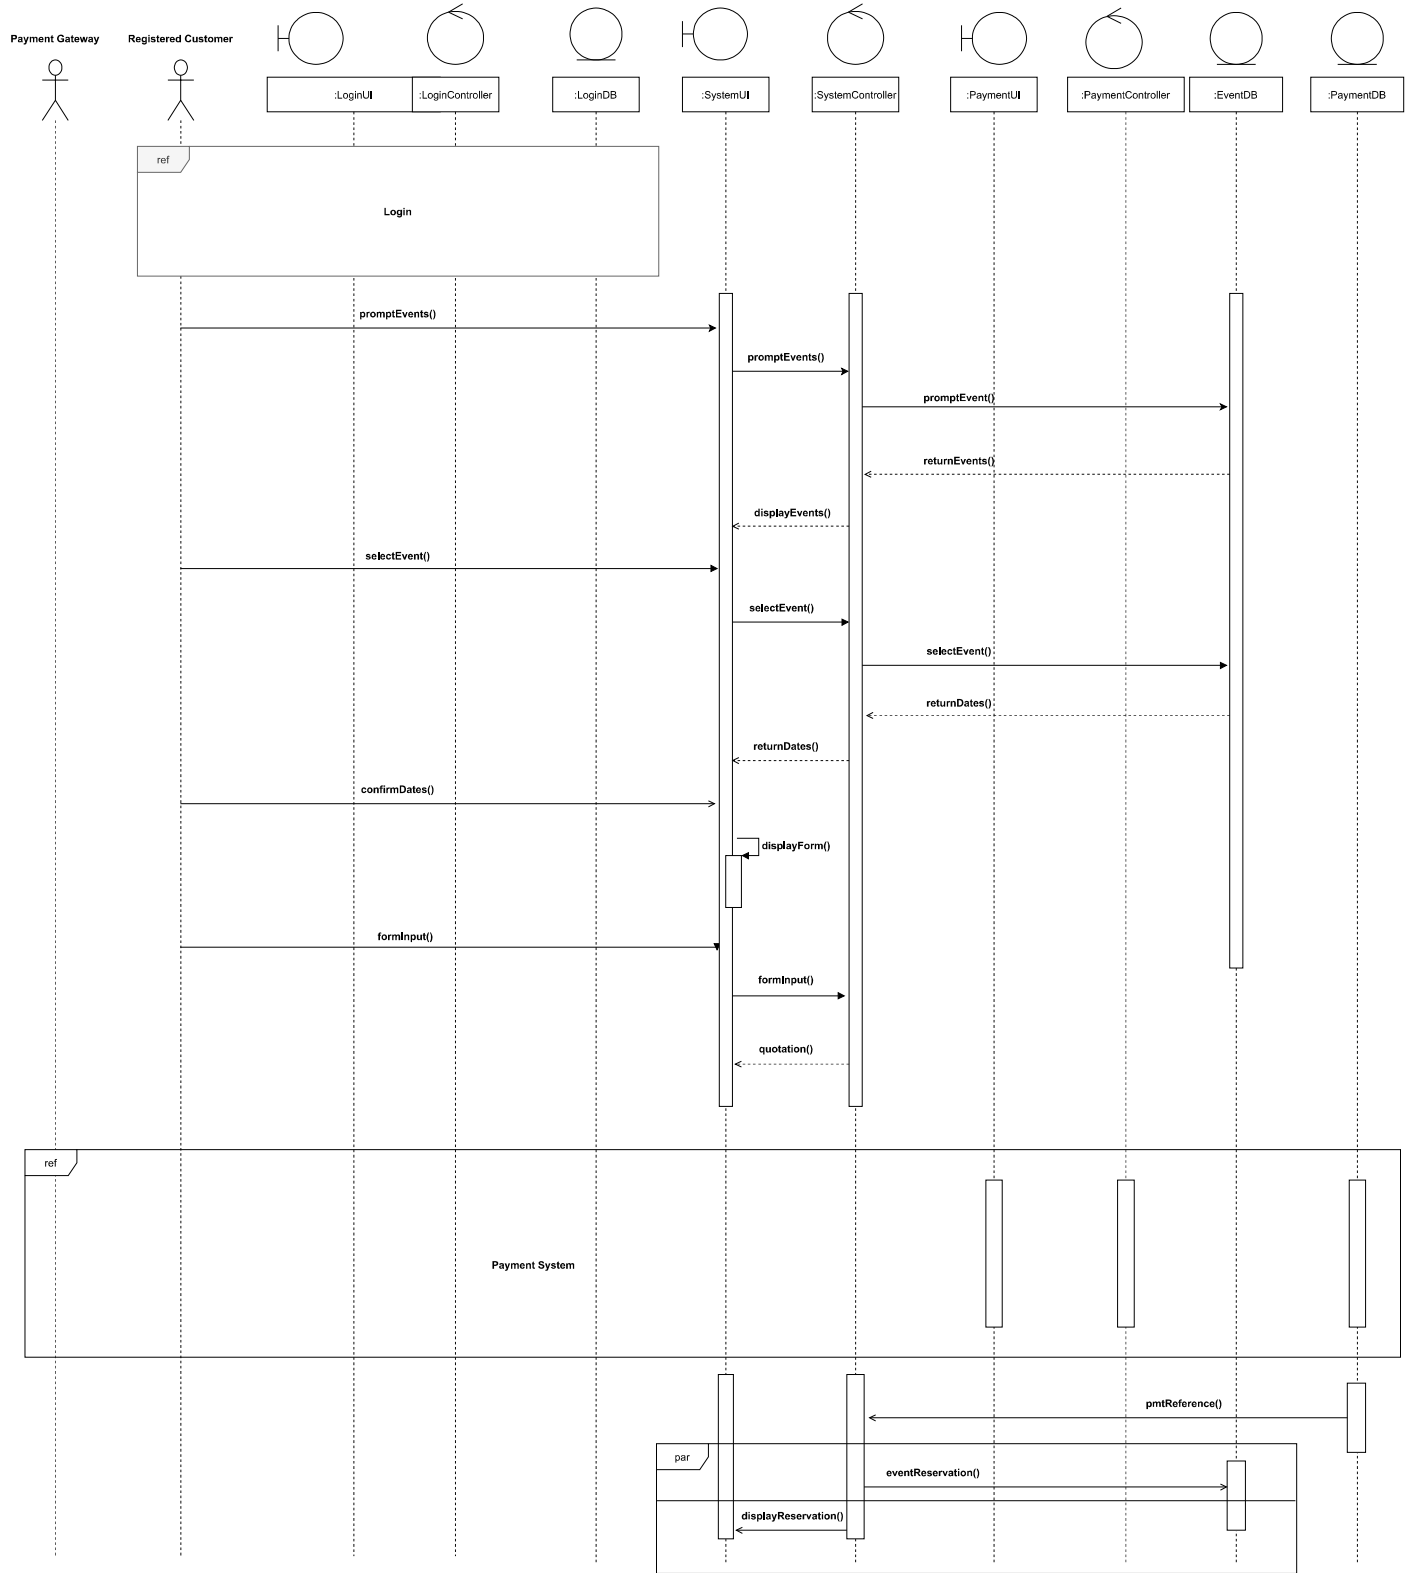 Payment Gateway
Registered Customer
:LoginUI
:LoginController
:LoginDB
:SystemUI
:SystemController
:PaymentUI
:PaymentController
:EventDB
:PaymentDB
ref
Login
promptEvents()
promptEvents()
promptEvent()
returnEvents()
displayEvents()
selectEvent()
selectEvent()
selectEvent()
returnDates()
returnDates()
confirmDates()
displayForm()
formInput()
formInput()
quotation()
ref
Payment System
pmtReference()
par
eventReservation()
displayReservation()